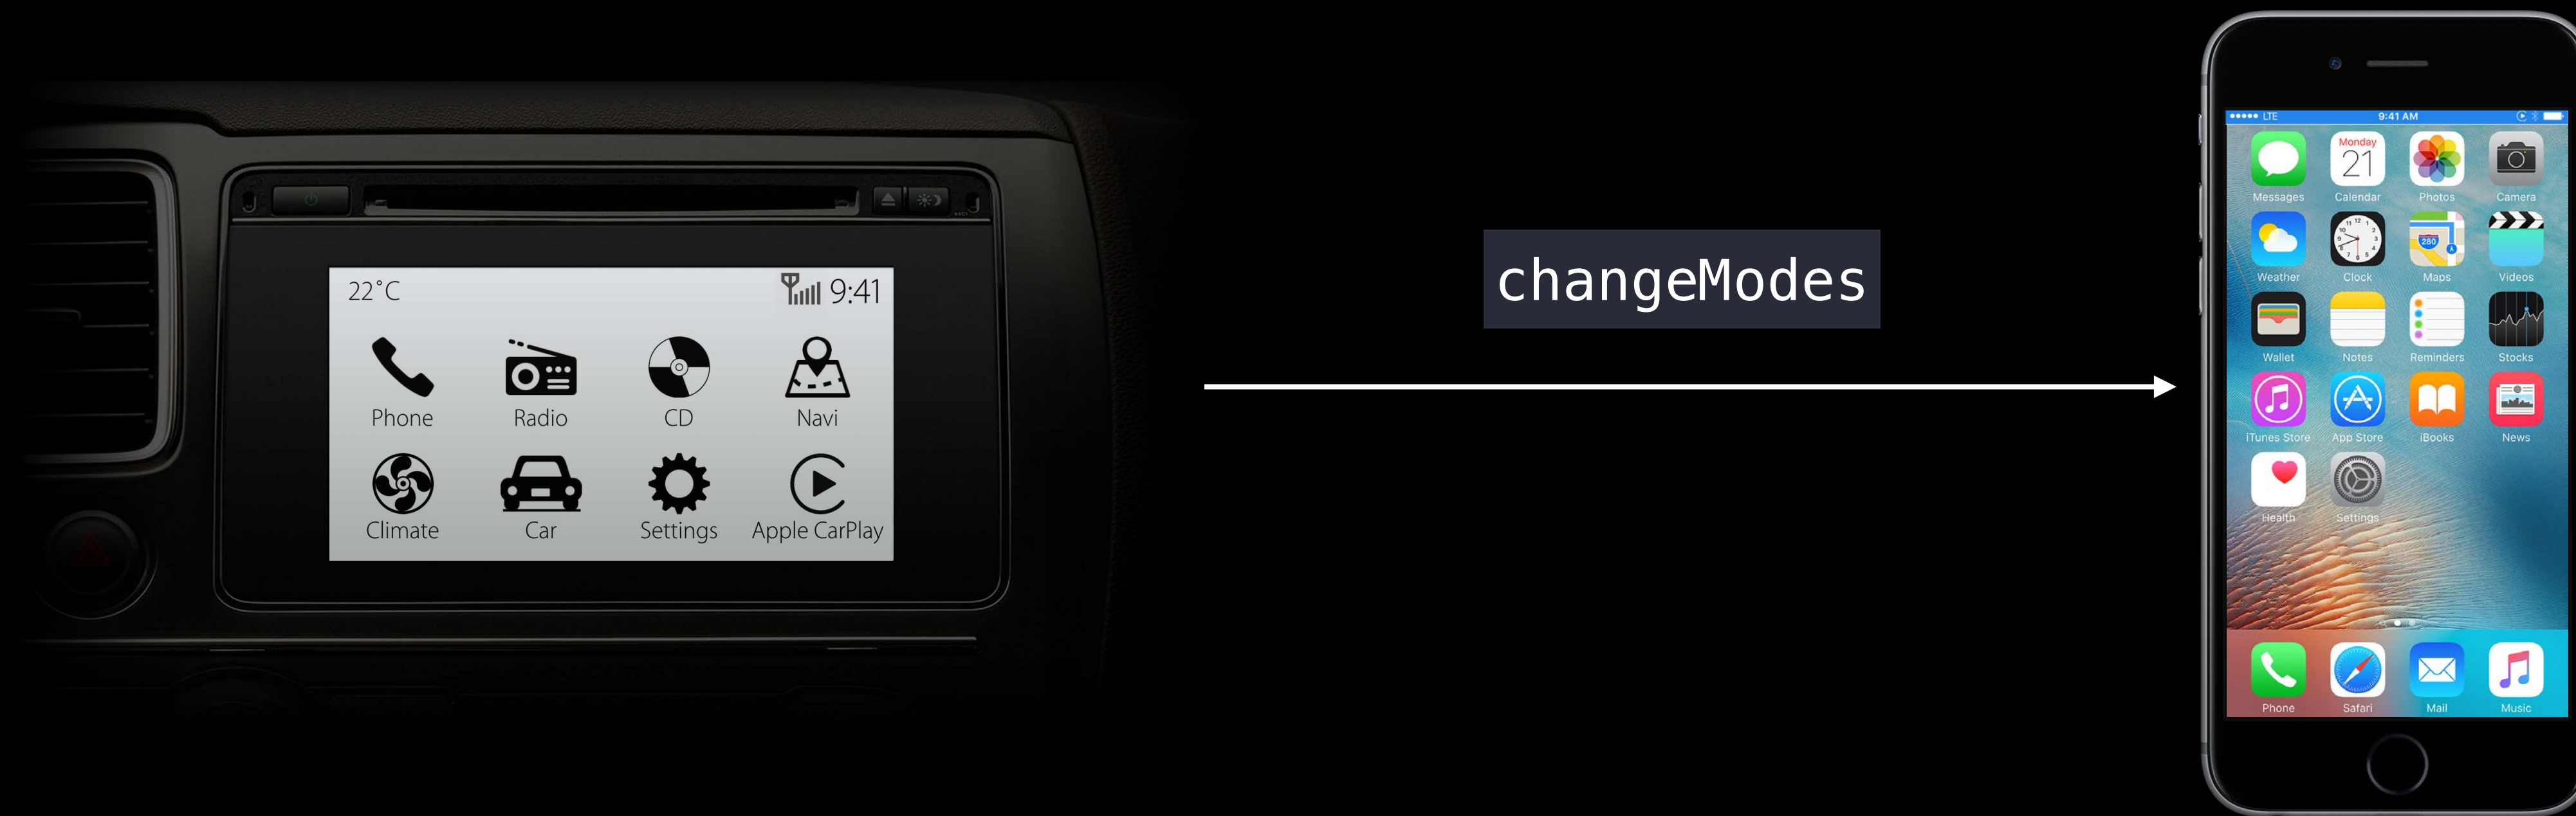 22°C
9:41
Phone
Radio
CD
Navi
Climate
Car
Settings
Apple CarPlay
changeModes
LTE
9:41 AM
Monday
21
Messages
Calendar
Photos
Camera
280
Weather
Clock
Maps
Videos
Wallet
Notes
Reminders
Stocks
iTunes Store
App Store
iBooks
News
Health
Settings
Phone
Safari
Mail
Music